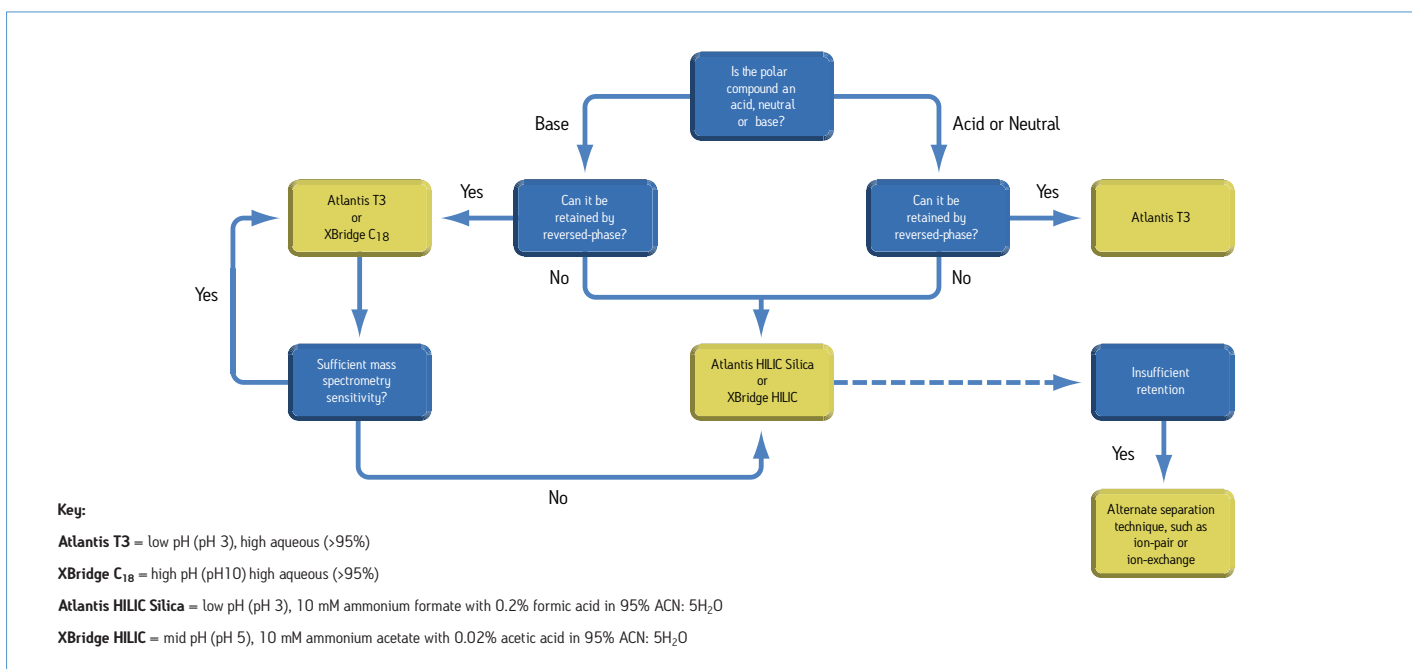 Is the polar
compound an
acid, neutral
or base?
Base
Acid or Neutral
Atlantis T3
or
XBridge C18
Yes
Can it be
retained by
reversed-phase?
Can it be
retained by
reversed-phase?
Yes
Atlantis T3
No
No
Yes
Sufficient mass
spectrometry
sensitivity?
Atlantis HILIC Silica
or
XBridge HILIC
Insufficient
retention
No
Yes
Alternate separation
technique, such as
ion-pair or
ion-exchange
Key:
Atlantis T3 = low pH (pH 3), high aqueous (>95%)
XBridge C18 = high pH (pH10) high aqueous (>95%)
Atlantis HILIC Silica = low pH (pH 3), 10 mM ammonium formate with 0.2% formic acid in 95% ACN: 5H2O
XBridge HILIC = mid pH (pH 5), 10 mM ammonium acetate with 0.02% acetic acid in 95% ACN: 5H2O